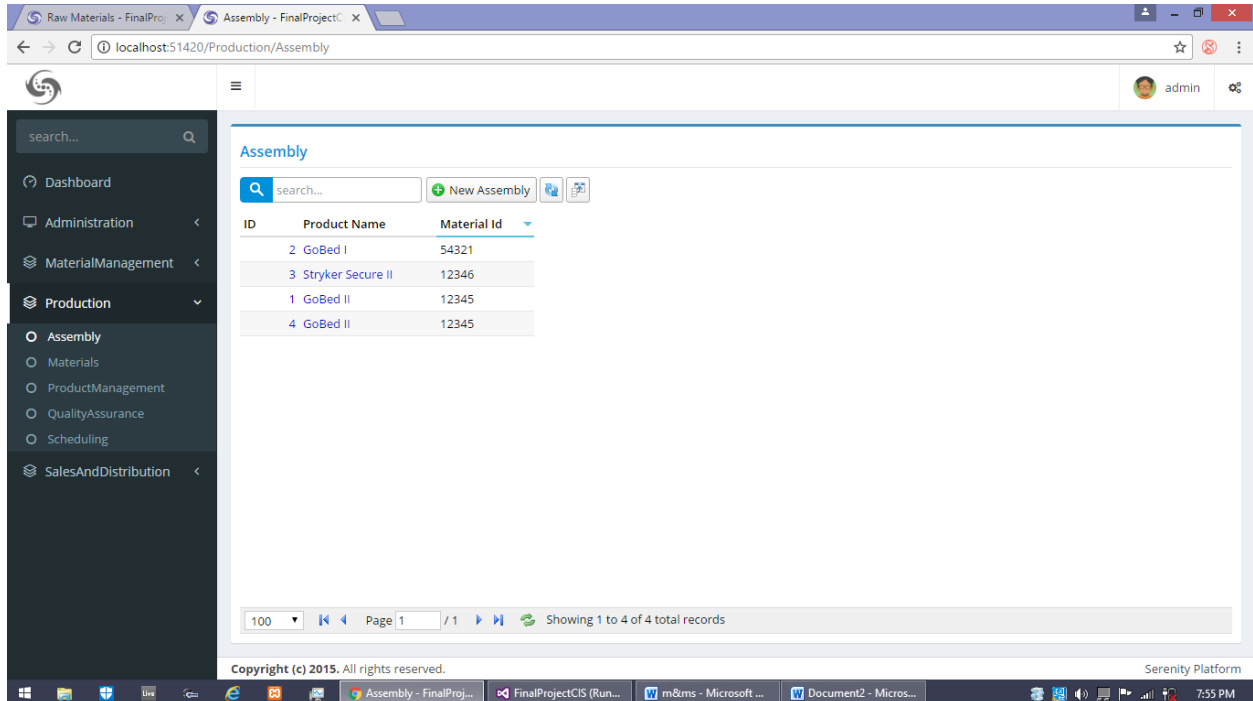 Raw Materials - FinalProj
Assembly - FinalProjectC
localhost:51420/Production/Assembly
admin
search...
Dashboard
Administration
MaterialManagement
Production
Assembly
Materials
ProductManagement
QualityAssurance
Scheduling
SalesAndDistribution
Assembly
search... New Assembly
ID Product Name Material Id
2 GoBed I 54321
3 Stryker Secure II 12346
1 GoBed II 12345
4 GoBed II 12345
100 Page 1 / 1 Showing 1 to 4 of 4 total records
Copyright (c) 2015. All rights reserved. Serenity Platform
Live Assembly - FinalProj... FinalProjectCIS (Run... m&ms - Microsoft ... Document2 - Micros... 7:55 PM